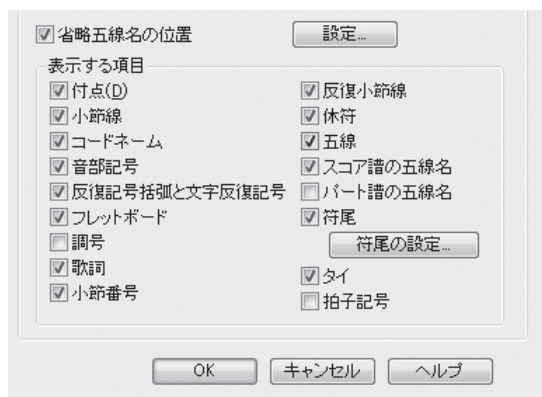 省略五線名の位置 設定...
表示する項目
付点(D)
小節線
コードネーム
音部記号
反復記号括弧と文字反復記号
フレットボード
調号
歌詞
小節番号
反復小節線
休符
五線
スコア譜の五線名
パート譜の五線名
符尾
符尾の設定...
タイ
拍子記号
OK キャンセル ヘルプ